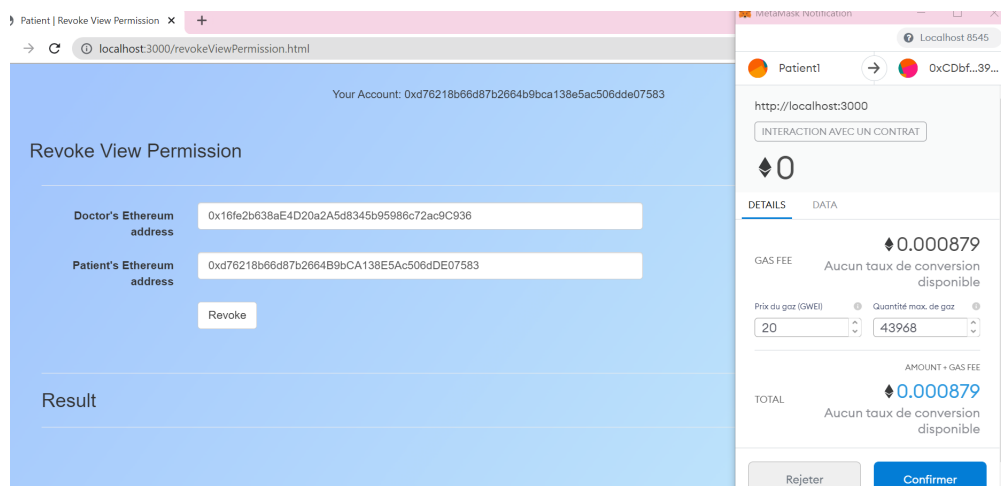 Patient | Revoke View Permission × +
localhost:3000/revokeViewPermission.html
Your Account: 0xd76218b66d87b2664b9bca138e5ac506dde07583
Revoke View Permission
Doctor's Ethereum
address
0x16fe2b638aE4D20a2A5d8345b95986c72ac9C936
Patient's Ethereum
address
0xd76218b66d87b2664B9bCA138E5Ac506dDE07583
Revoke
Result
MetaMask Notification
Localhost 8545
Patient1 → 0xCDbf...39...
http://localhost:3000
INTERACTION AVEC UN CONTRAT
0
DETAILS DATA
GAS FEE
0.000879
Aucun taux de conversion
disponible
Prix du gaz (GWEI) Quantité max. de gaz
20 43968
AMOUNT + GAS FEE
TOTAL
0.000879
Aucun taux de conversion
disponible
Rejeter Confirmer